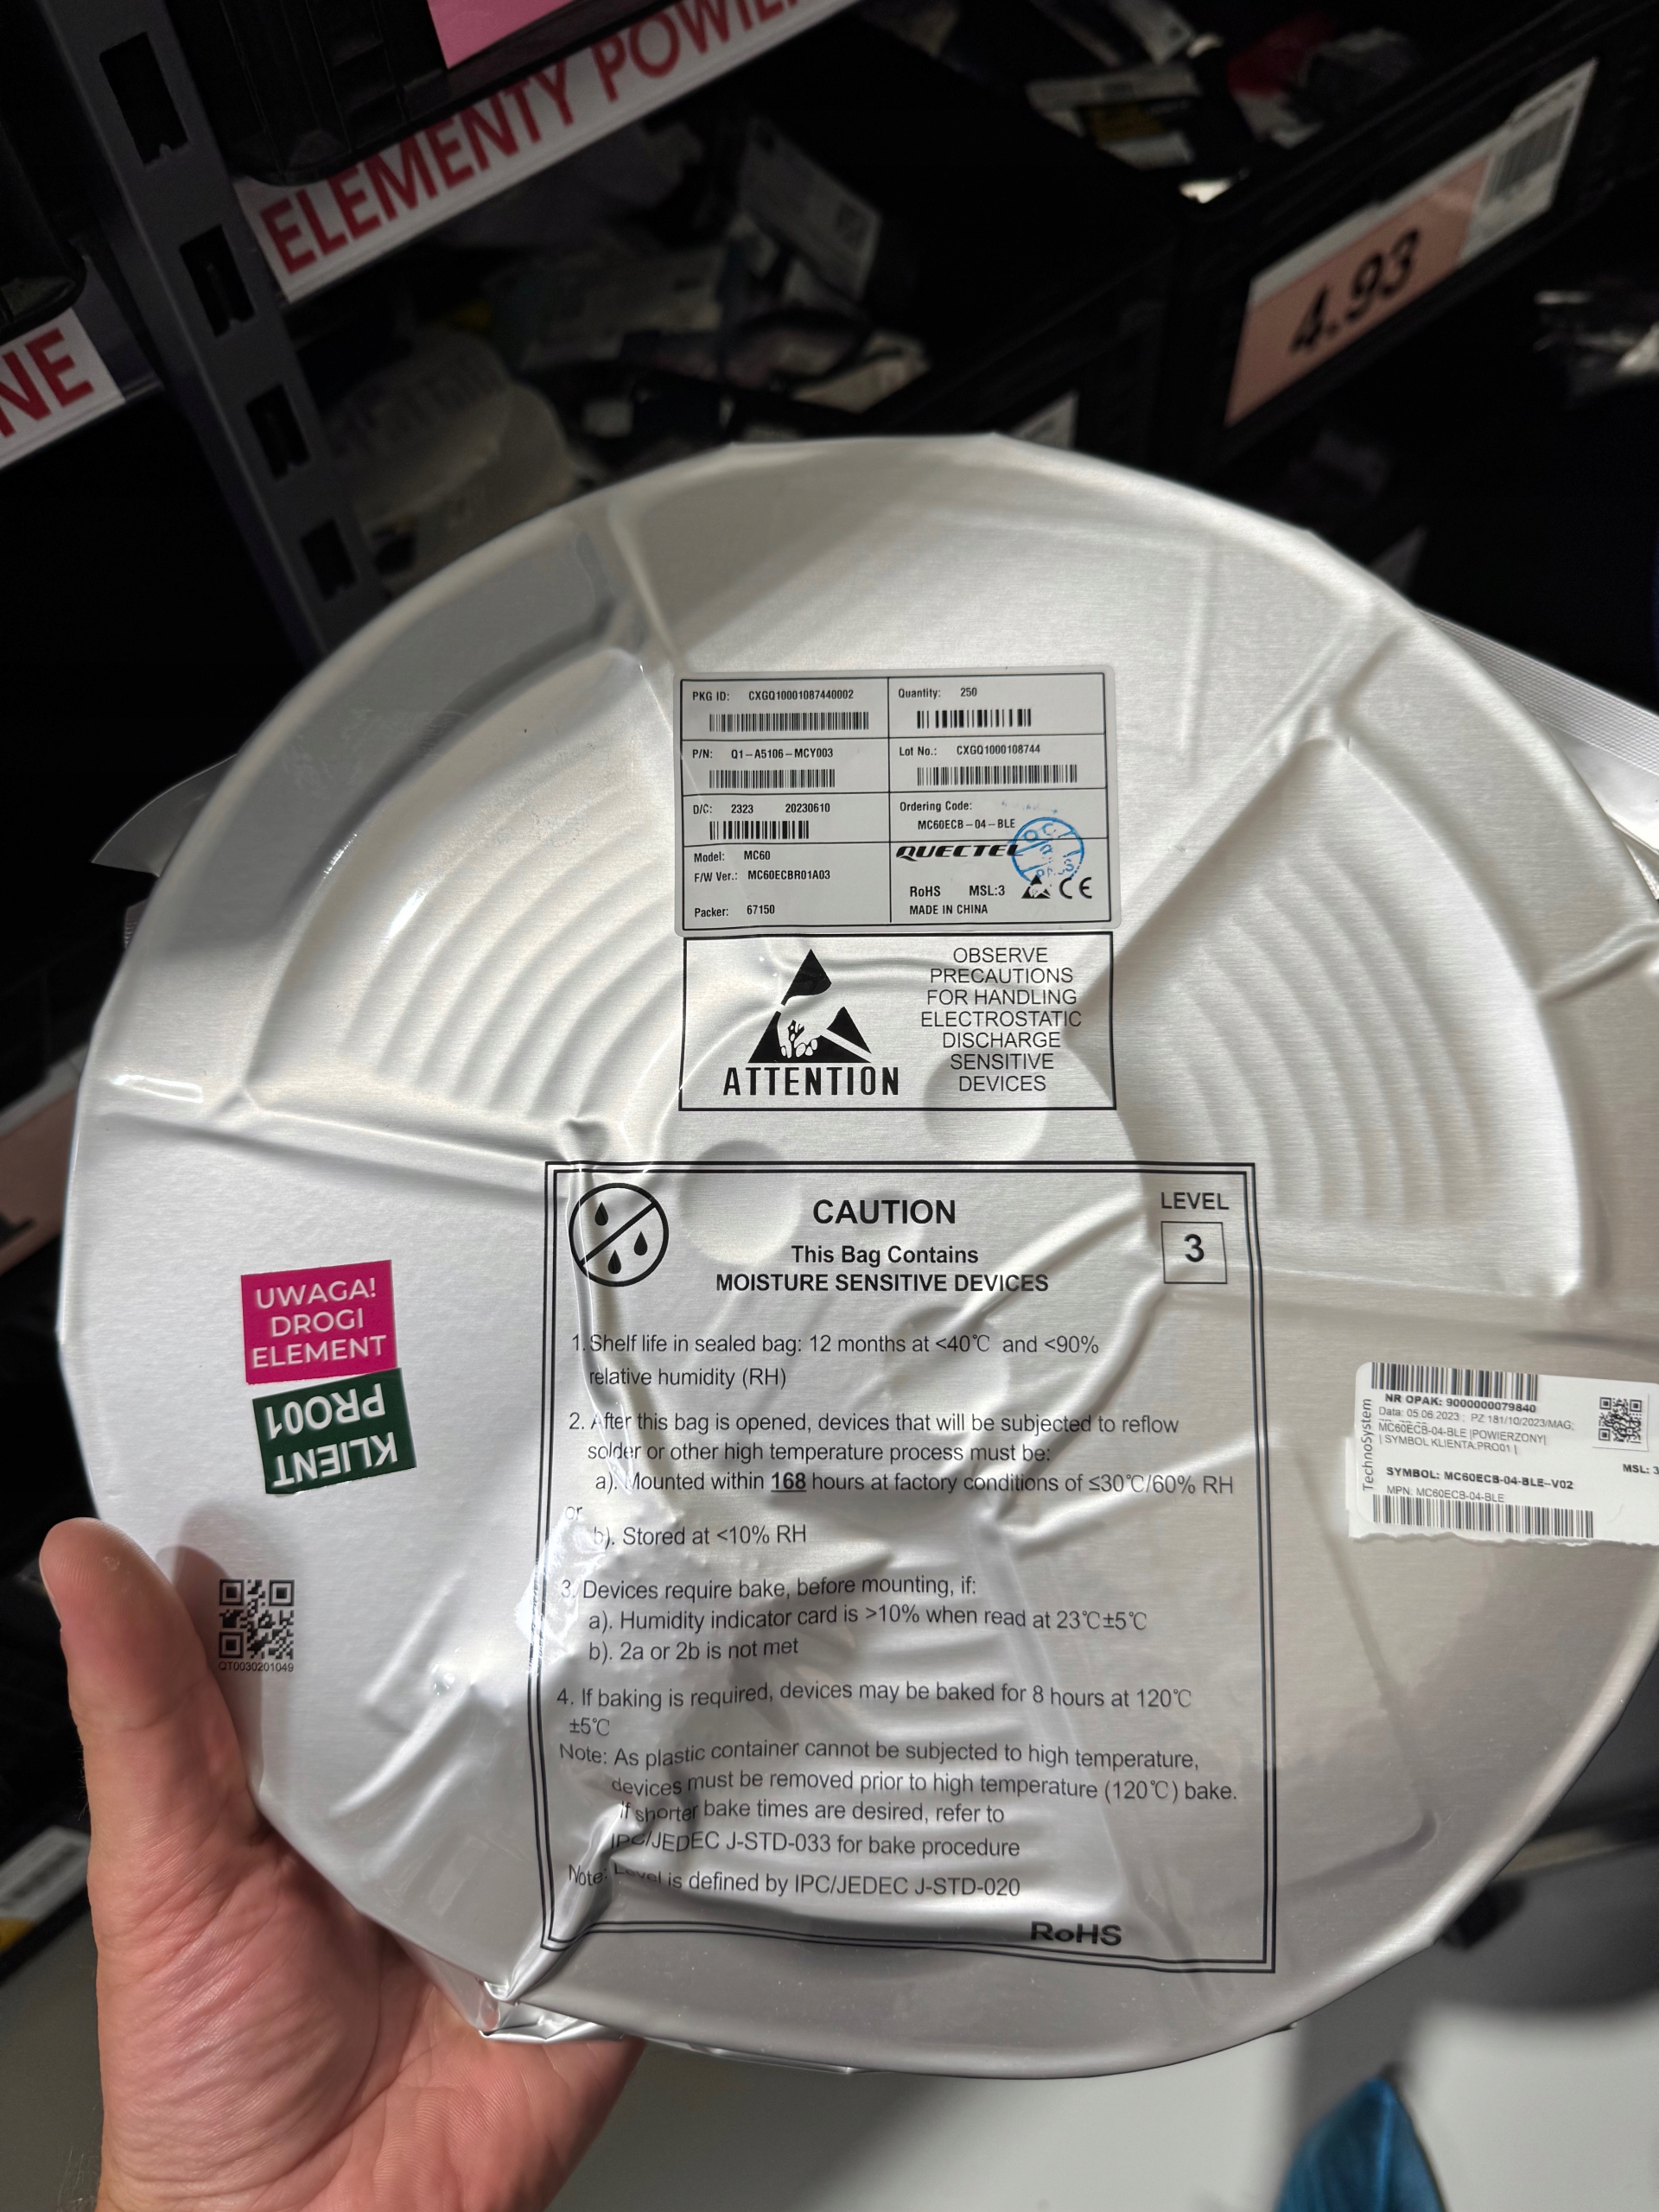 ELEMENTY
4.93
NE
PKG ID: CXGQ10001087440002
Quantity: 250
P/N: Q1-A5106-MCY003
Lot No.: CXGQ1000108744
D/C: 2323 20230610
Ordering Code:
MC60ECB-04-BLE
Model: MC60
F/W Ver.: MC60ECBR01A03
Packer: 67150
QUECTEL
RoHS MSL:3 CE
MADE IN CHINA
ATTENTION
OBSERVE
PRECAUTIONS
FOR HANDLING
ELECTROSTATIC
DISCHARGE
SENSITIVE
DEVICES
CAUTION
This Bag Contains
MOISTURE SENSITIVE DEVICES
LEVEL
3
1. Shelf life in sealed bag: 12 months at <40℃ and <90%
relative humidity (RH)
2. After this bag is opened, devices that will be subjected to reflow
solder or other high temperature process must be:
a). Mounted within 168 hours at factory conditions of ≤30℃/60% RH
or
b). Stored at <10% RH
3. Devices require bake, before mounting, if:
a). Humidity indicator card is >10% when read at 23℃±5℃
b). 2a or 2b is not met
4. If baking is required, devices may be baked for 8 hours at 120℃
±5℃
Note: As plastic container cannot be subjected to high temperature,
devices must be removed prior to high temperature (120℃) bake.
If shorter bake times are desired, refer to
IPC/JEDEC J-STD-033 for bake procedure
Note: Level is defined by IPC/JEDEC J-STD-020
RoHS
UWAGA!
DROGI
ELEMENT
KLIENT
PRO01
QT0030201049
TechnoSystem
NR OPAK: 9000000079840
Data: 05.06.2023 ; PZ 181/10/2023/MAG;
MC60ECB-04-BLE |POWIERZONY|
| SYMBOL KLIENTA:PRO01 |
MSL: 3
SYMBOL: MC60ECB-04-BLE-V02
MPN: MC60ECB-04-BLE